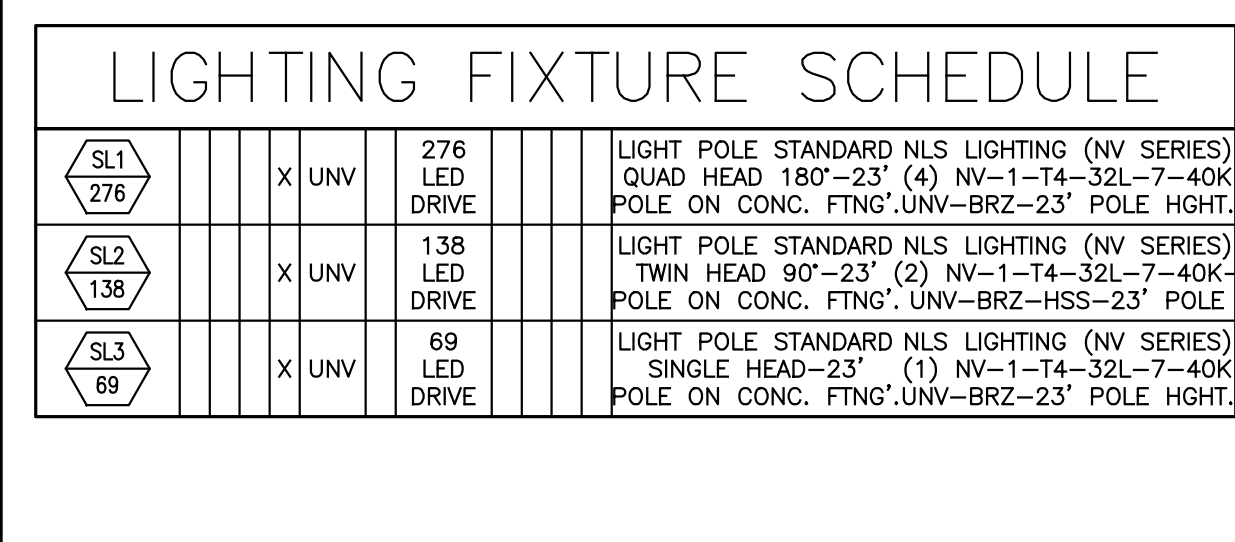 LIGHTING FIXTURE SCHEDULE
SL1
276
X UNV
276
LED
DRIVE
LIGHT POLE STANDARD NLS LIGHTING (NV SERIES)
QUAD HEAD 180°-23' (4) NV-1-T4-32L-7-40K
POLE ON CONC. FTNG'.UNV-BRZ-23' POLE HGHT.
SL2
138
X UNV
138
LED
DRIVE
LIGHT POLE STANDARD NLS LIGHTING (NV SERIES)
TWIN HEAD 90°-23' (2) NV-1-T4-32L-7-40K-
POLE ON CONC. FTNG'. UNV-BRZ-HSS-23' POLE
SL3
69
X UNV
69
LED
DRIVE
LIGHT POLE STANDARD NLS LIGHTING (NV SERIES)
SINGLE HEAD-23' (1) NV-1-T4-32L-7-40K
POLE ON CONC. FTNG'.UNV-BRZ-23' POLE HGHT.